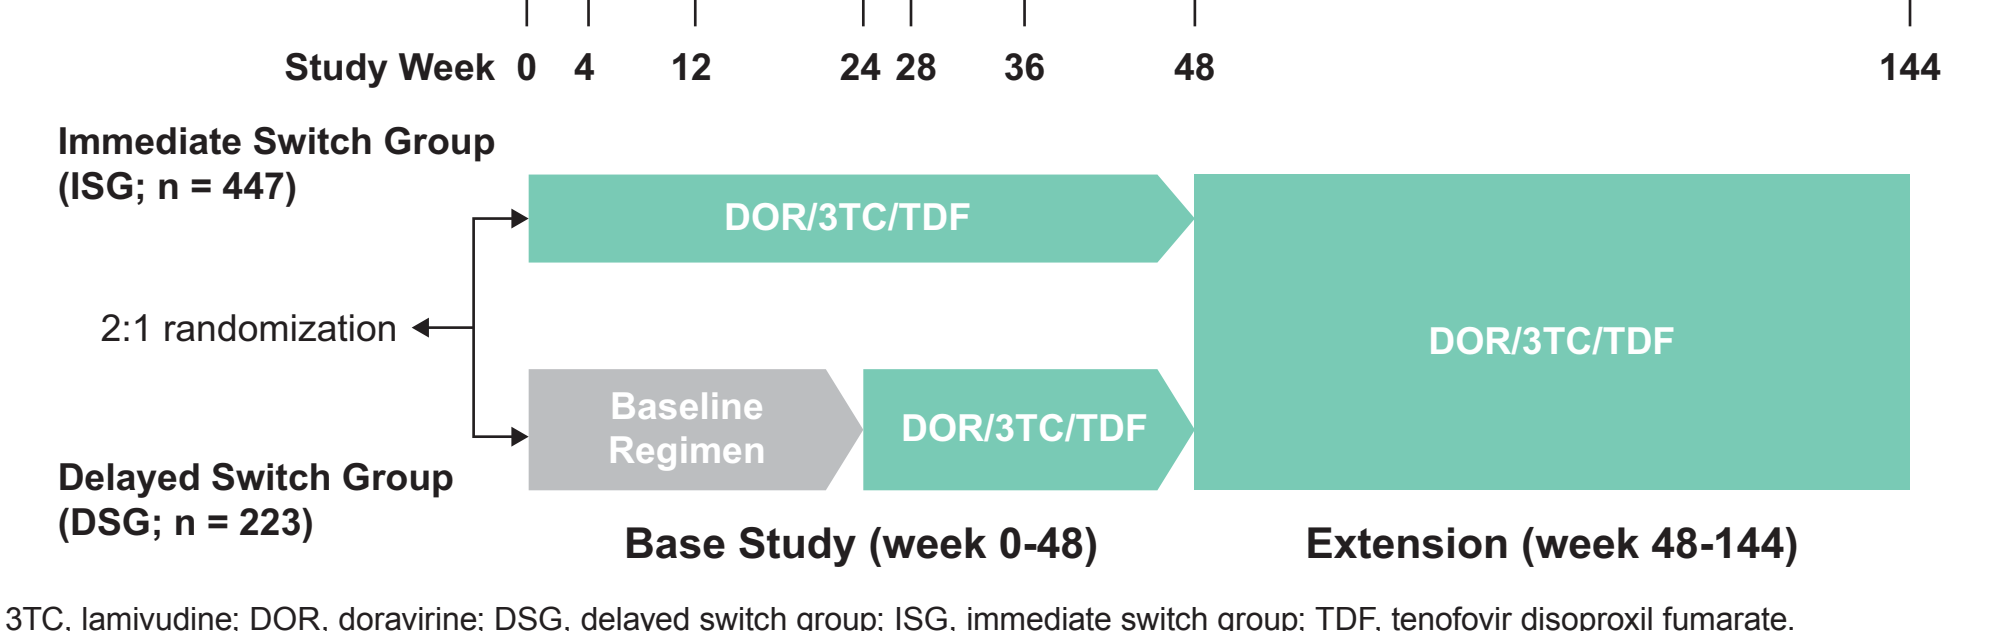 Study Week 0 4 12 24 28 36 48 144
Immediate Switch Group
(ISG; n = 447)
DOR/3TC/TDF
2:1 randomization
DOR/3TC/TDF
Baseline
Regimen
DOR/3TC/TDF
Delayed Switch Group
(DSG; n = 223)
Base Study (week 0-48)
Extension (week 48-144)
3TC, lamivudine; DOR, doravirine; DSG, delayed switch group; ISG, immediate switch group; TDF, tenofovir disoproxil fumarate.